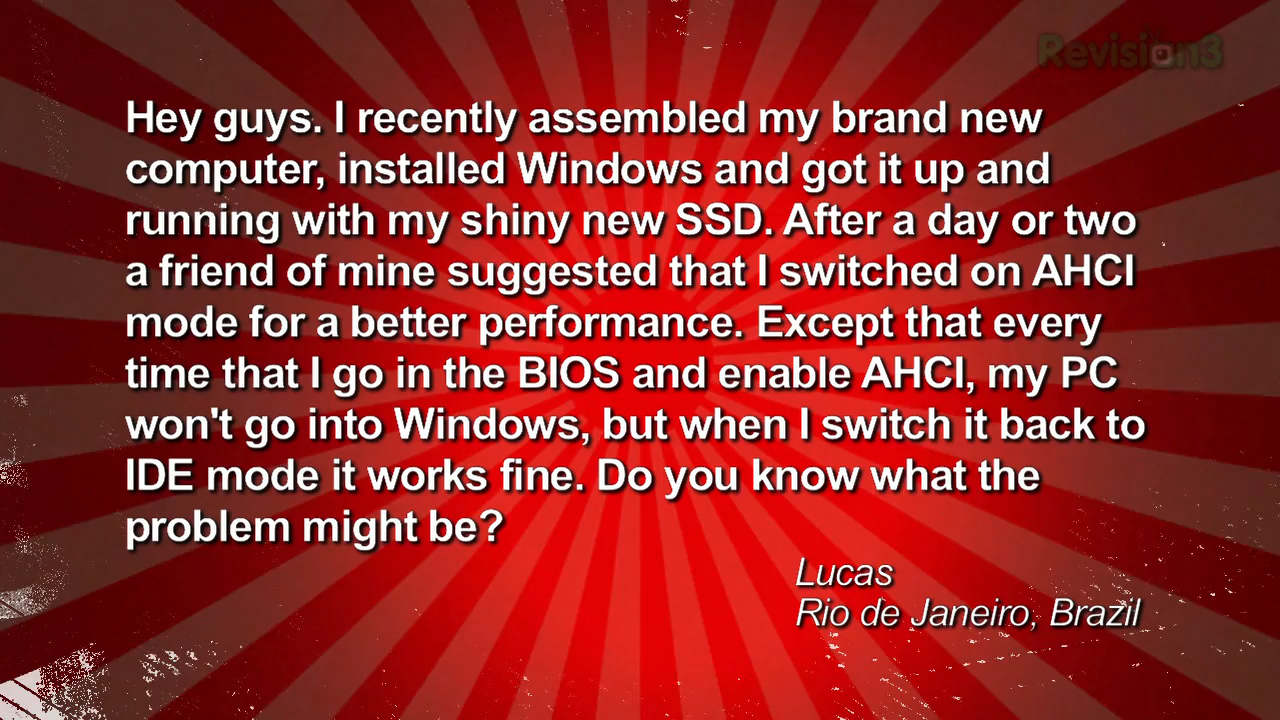 Revision3
Hey guys. I recently assembled my brand new
computer, installed Windows and got it up and
running with my shiny new SSD. After a day or two
a friend of mine suggested that I switched on AHCI
mode for a better performance. Except that every
time that I go in the BIOS and enable AHCI, my PC
won't go into Windows, but when I switch it back to
IDE mode it works fine. Do you know what the
problem might be?
Lucas
Rio de Janeiro, Brazil